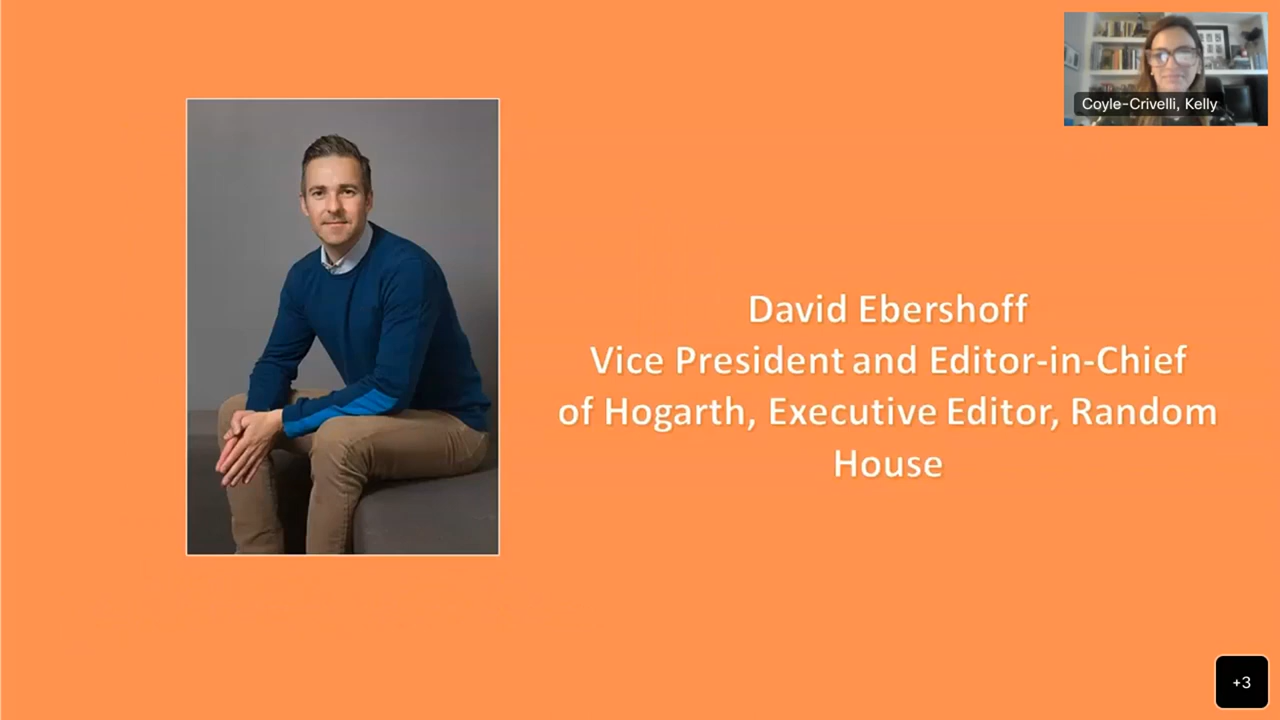 Coyle-Crivelli, Kelly
David Ebershoff
Vice President and Editor-in-Chief
of Hogarth, Executive Editor, Random
House
+3